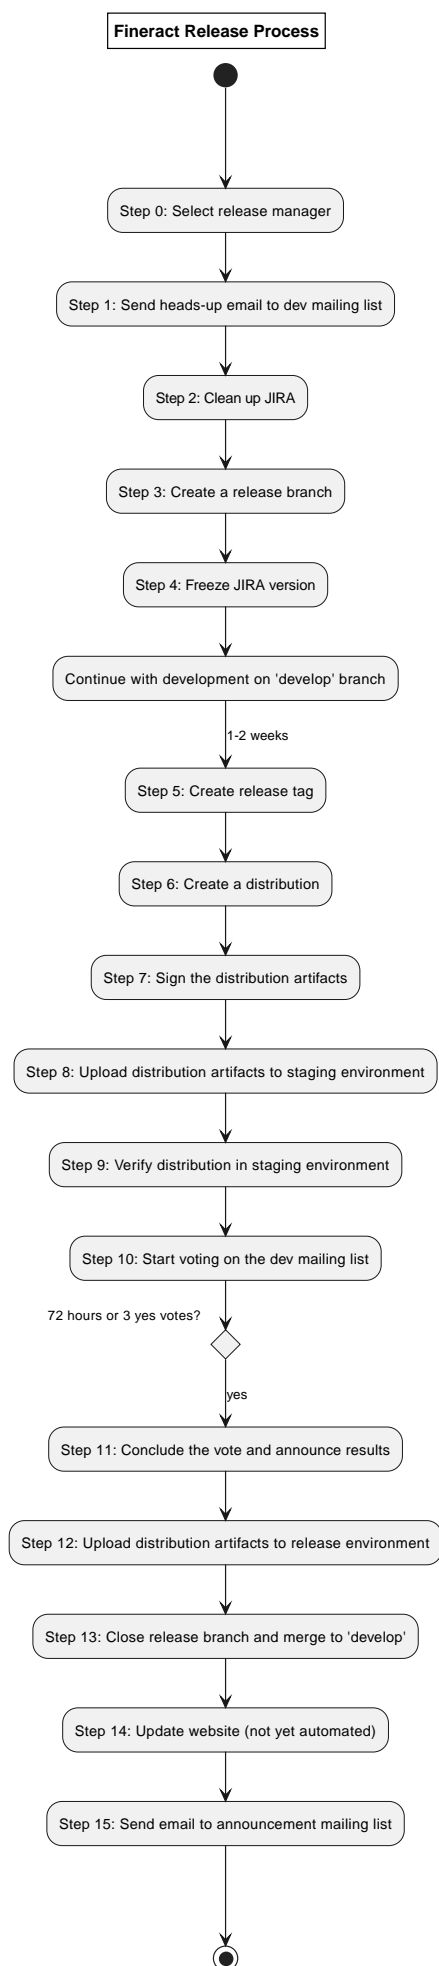 Fineract Release Process
Step 0: Select release manager
Step 1: Send heads-up email to dev mailing list
Step 2: Clean up JIRA
Step 3: Create a release branch
Step 4: Freeze JIRA version
Continue with development on 'develop' branch
1-2 weeks
Step 5: Create release tag
Step 6: Create a distribution
Step 7: Sign the distribution artifacts
Step 8: Upload distribution artifacts to staging environment
Step 9: Verify distribution in staging environment
Step 10: Start voting on the dev mailing list
72 hours or 3 yes votes?
yes
Step 11: Conclude the vote and announce results
Step 12: Upload distribution artifacts to release environment
Step 13: Close release branch and merge to 'develop'
Step 14: Update website (not yet automated)
Step 15: Send email to announcement mailing list